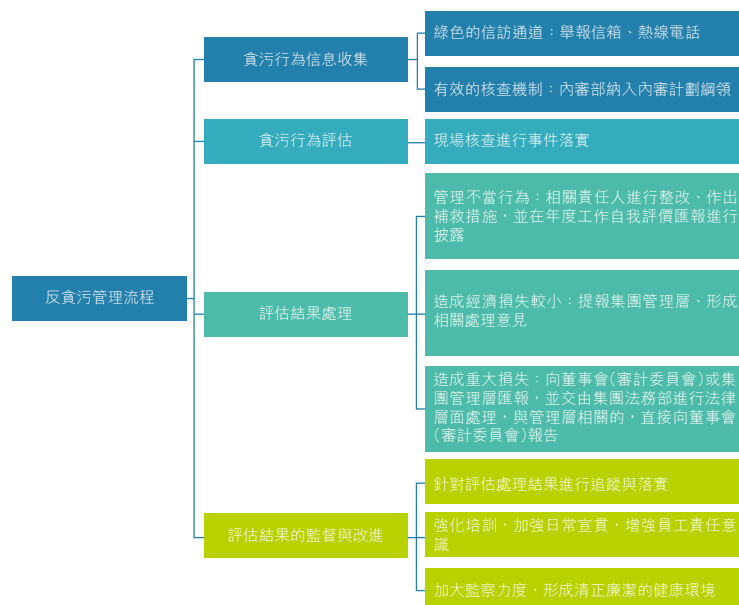 反貪污管理流程
貪污行為信息收集
綠色的信訪通道：舉報信箱、熱線電話
有效的核查機制：內審部納入內審計劃綱領
貪污行為評估
現場核查進行事件落實
評估結果處理
管理不當行為：相關責任人進行整改、作出
補救措施，並在年度工作自我評價匯報進行
披露
造成經濟損失較小：提報集團管理層、形成
相關處理意見
造成重大損失：向董事會(審計委員會)或集
團管理層匯報，並交由集團法務部進行法律
層面處理，與管理層相關的，直接向董事會
(審計委員會)報告
評估結果的監督與改進
針對評估處理結果進行追蹤與落實
強化培訓，加強日常宣貫，增強員工責任意
識
加大監察力度，形成清正廉潔的健康環境